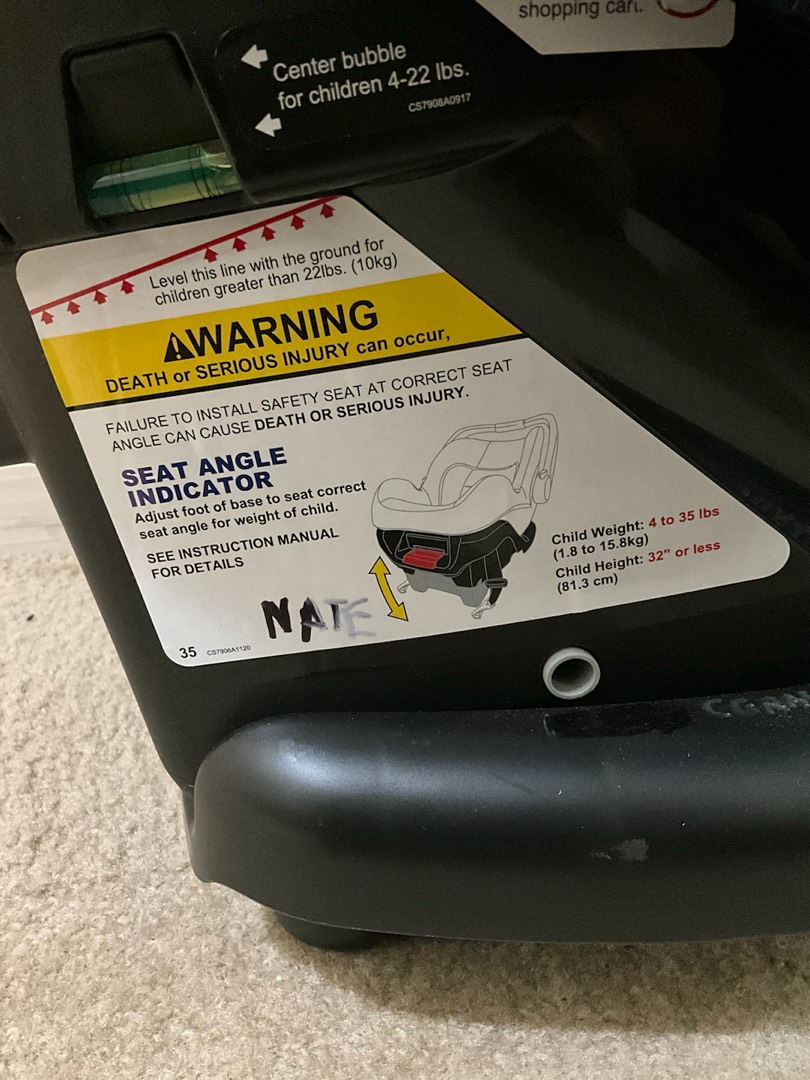 shopping cart.
Center bubble
for children 4-22 lbs.
CS7908A0917
Level this line with the ground for
children greater than 22lbs. (10kg)
WARNING
DEATH or SERIOUS INJURY can occur,
FAILURE TO INSTALL SAFETY SEAT AT CORRECT SEAT
ANGLE CAN CAUSE DEATH OR SERIOUS INJURY.
SEAT ANGLE
INDICATOR
Adjust foot of base to seat correct
seat angle for weight of child.
SEE INSTRUCTION MANUAL
FOR DETAILS
Child Weight: 4 to 35 lbs
(1.8 to 15.8kg)
Child Height: 32" or less
(81.3 cm)
NATE
35 CS7906A1120